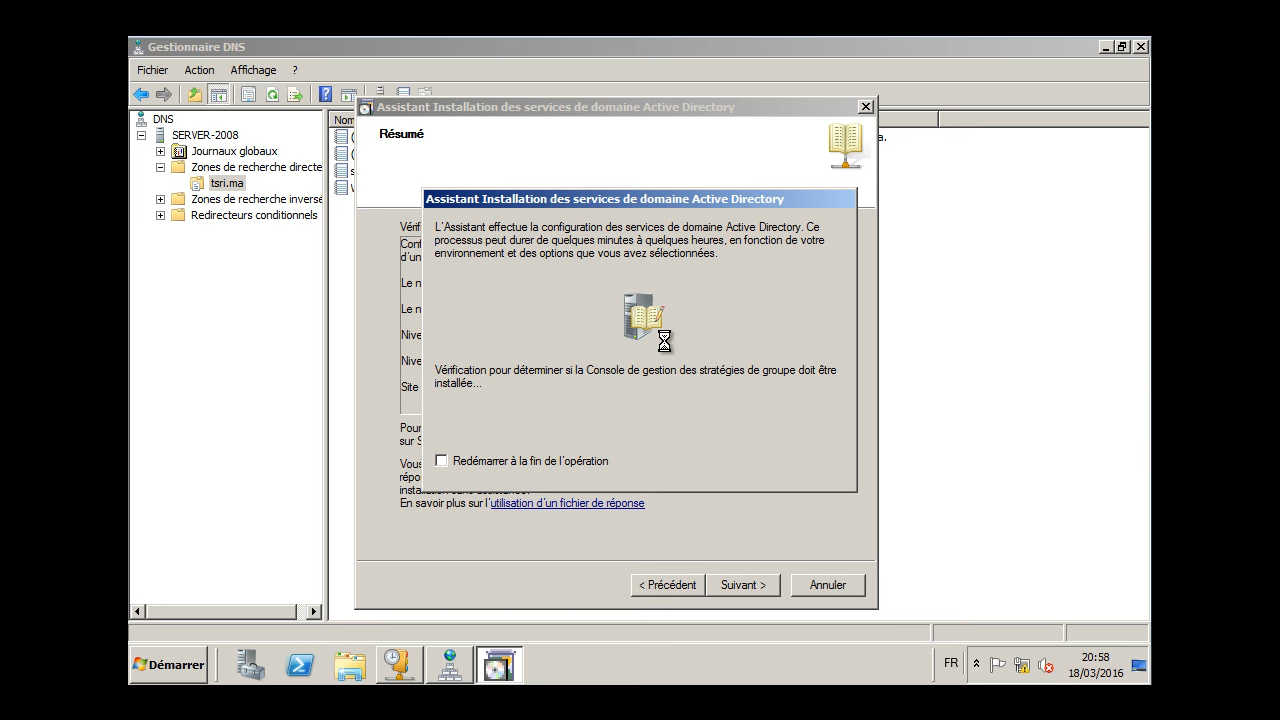 Gestionnaire DNS
Fichier Action Affichage ?
Assistant Installation des services de domaine Active Directory
DNS
SERVER-2008
Journaux globaux
Zones de recherche directe
tsri.ma
Zones de recherche inversé
Redirecteurs conditionnels
Nom
a.
Résumé
Vérifi
Conf
d'un
Le n
Le n
Nive
Nive
Site
Assistant Installation des services de domaine Active Directory
L'Assistant effectue la configuration des services de domaine Active Directory. Ce
processus peut durer de quelques minutes à quelques heures, en fonction de votre
environnement et des options que vous avez sélectionnées.
Vérification pour déterminer si la Console de gestion des stratégies de groupe doit être
installée...
Redémarrer à la fin de l'opération
Pour
sur S
Vous
répo
En savoir plus sur l'utilisation d'un fichier de réponse
< Précédent Suivant > Annuler
Démarrer
FR
20:58
18/03/2016